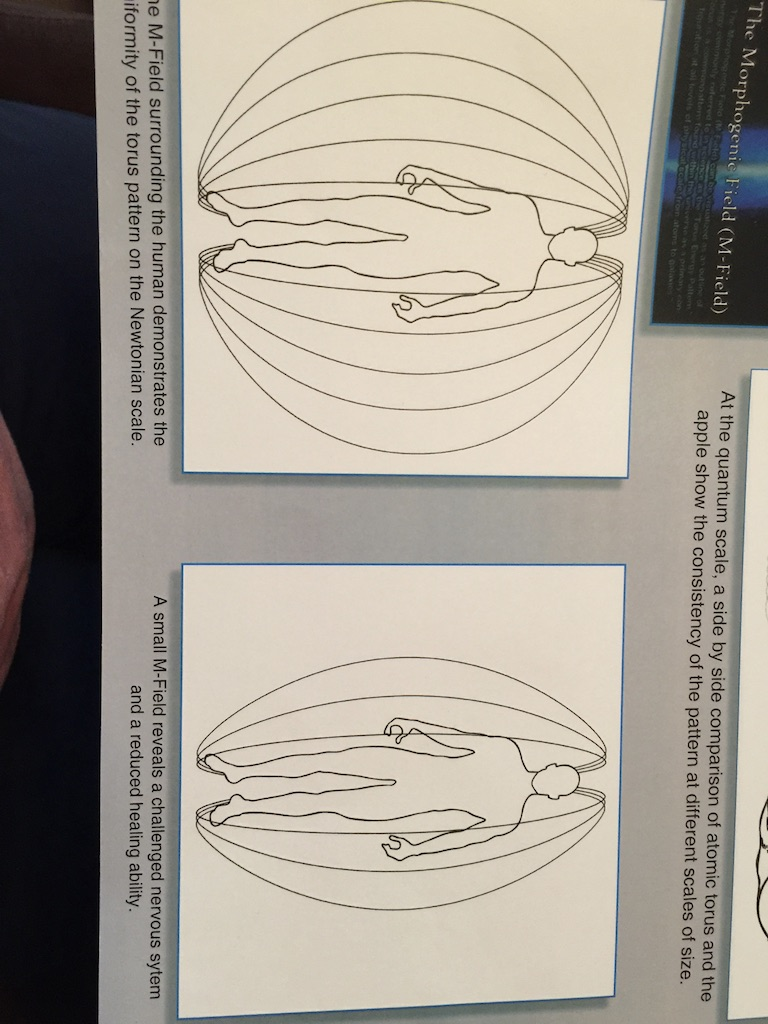 The Morphogenic Field (M-Field)
At the quantum scale, a side by side comparison of atomic torus and the
apple show the consistency of the pattern at different scales of size.
M-Field surrounding the human demonstrates the
of the torus pattern on the Newtonian scale.
A small M-Field reveals a challenged nervous sytem
and a reduced healing ability.